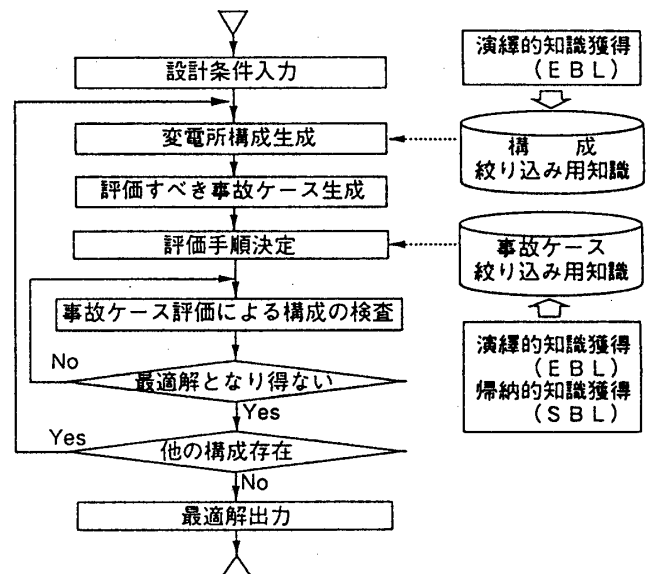 設計条件入力
変電所構成生成
評価すべき事故ケース生成
評価手順決定
事故ケース評価による構成の検査
No
最適解となり得ない
Yes
Yes
他の構成存在
No
最適解出力
演繹的知識獲得
(EBL)
構成
絞り込み用知識
事故ケース
絞り込み用知識
演繹的知識獲得
(EBL)
帰納的知識獲得
(SBL)